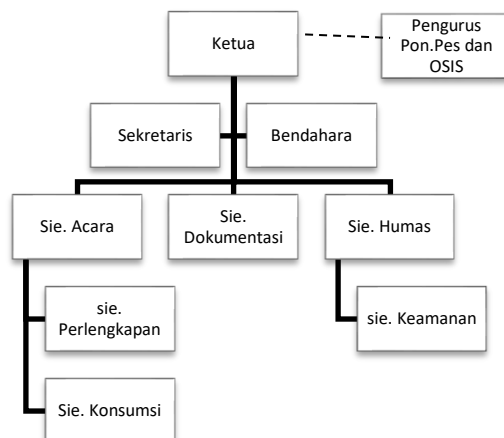 Ketua
Pengurus
Pon.Pes dan
OSIS
Sekretaris
Bendahara
Sie. Acara
Sie.
Dokumentasi
Sie. Humas
sie.
Perlengkapan
sie. Keamanan
Sie. Konsumsi